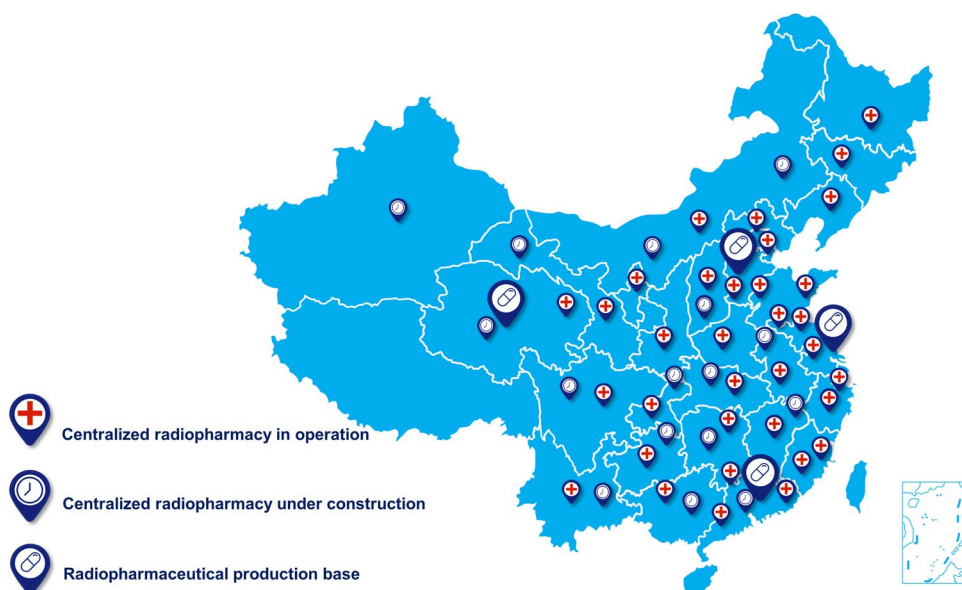 Centralized radiopharmacy in operation
Centralized radiopharmacy under construction
Radiopharmaceutical production base